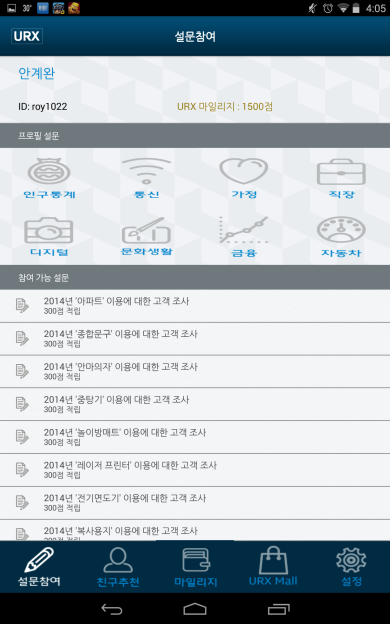 30°
4:05
URX
설문참여
안계완
ID: roy1022
URX 마일리지 : 1500점
프로필 설문
인구통계
통신
가정
직장
디지털
문화생활
금융
자동차
참여 가능 설문
2014년 '아파트' 이용에 대한 고객 조사
300점 적립
2014년 '종합문구' 이용에 대한 고객 조사
300점 적립
2014년 '안마의자' 이용에 대한 고객 조사
300점 적립
2014년 '중탕기' 이용에 대한 고객 조사
300점 적립
2014년 '놀이방매트' 이용에 대한 고객 조사
300점 적립
2014년 '레이저 프린터' 이용에 대한 고객 조사
300점 적립
2014년 '전기면도기' 이용에 대한 고객 조사
300점 적립
2014년 '복사용지' 이용에 대한 고객 조사
300점 적립
설문참여
친구추천
마일리지
URX Mall
설정